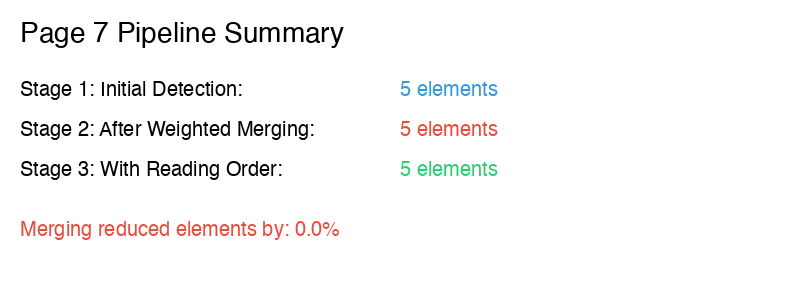 Page 7 Pipeline Summary
Stage 1: Initial Detection: 5 elements
Stage 2: After Weighted Merging: 5 elements
Stage 3: With Reading Order: 5 elements
Merging reduced elements by: 0.0%